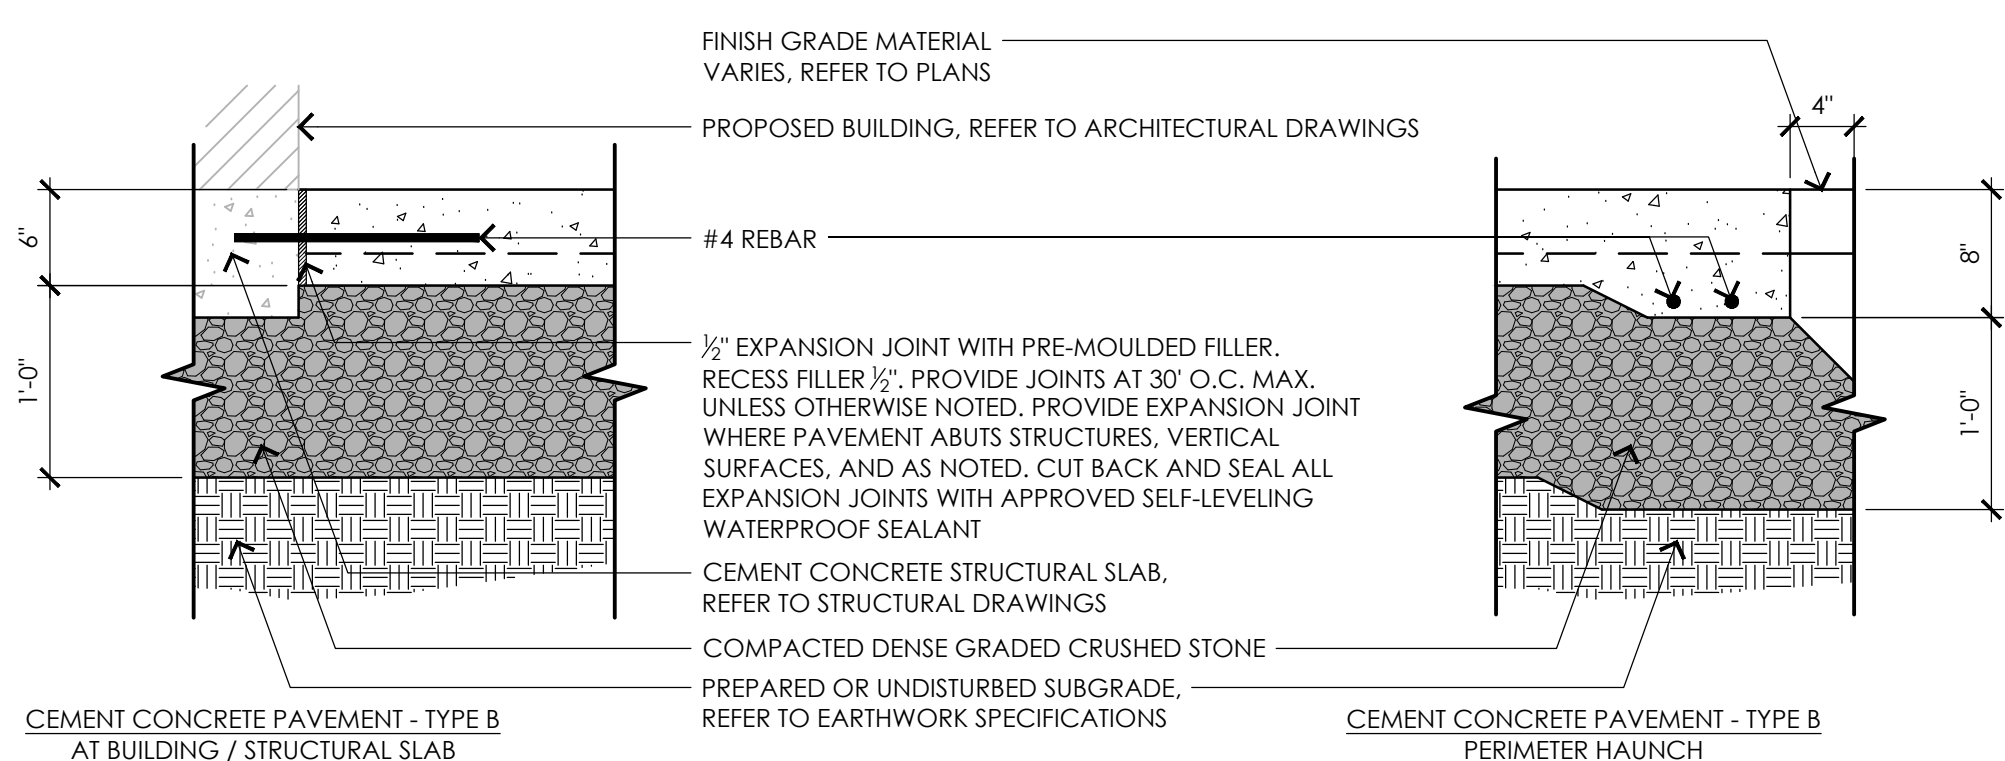 FINISH GRADE MATERIAL
VARIES, REFER TO PLANS
4"
PROPOSED BUILDING, REFER TO ARCHITECTURAL DRAWINGS
6"
#4 REBAR
8"
½" EXPANSION JOINT WITH PRE-MOULDED FILLER.
RECESS FILLER ½". PROVIDE JOINTS AT 30' O.C. MAX.
UNLESS OTHERWISE NOTED. PROVIDE EXPANSION JOINT
WHERE PAVEMENT ABUTS STRUCTURES, VERTICAL
SURFACES, AND AS NOTED. CUT BACK AND SEAL ALL
EXPANSION JOINTS WITH APPROVED SELF-LEVELING
WATERPROOF SEALANT
1'-0"
1'-0"
CEMENT CONCRETE STRUCTURAL SLAB,
REFER TO STRUCTURAL DRAWINGS
COMPACTED DENSE GRADED CRUSHED STONE
PREPARED OR UNDISTURBED SUBGRADE,
REFER TO EARTHWORK SPECIFICATIONS
CEMENT CONCRETE PAVEMENT - TYPE B
AT BUILDING / STRUCTURAL SLAB
CEMENT CONCRETE PAVEMENT - TYPE B
PERIMETER HAUNCH